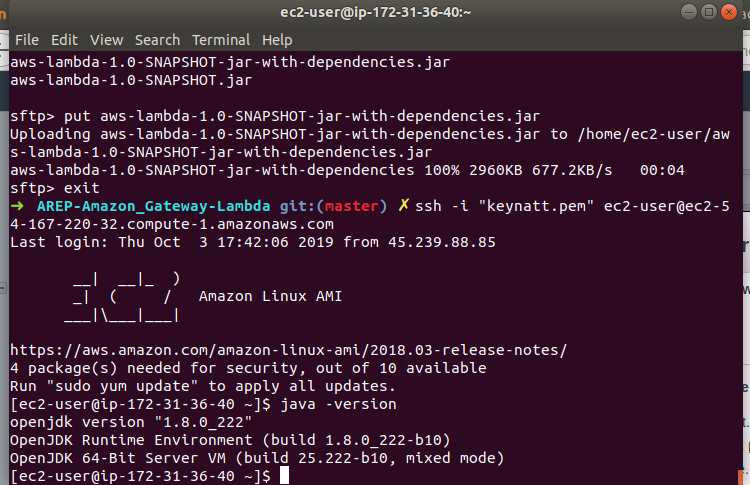 ec2-user@ip-172-31-36-40:~
File Edit View Search Terminal Help
aws-lambda-1.0-SNAPSHOT-jar-with-dependencies.jar
aws-lambda-1.0-SNAPSHOT.jar
sftp> put aws-lambda-1.0-SNAPSHOT-jar-with-dependencies.jar
Uploading aws-lambda-1.0-SNAPSHOT-jar-with-dependencies.jar to /home/ec2-user/aw
s-lambda-1.0-SNAPSHOT-jar-with-dependencies.jar
aws-lambda-1.0-SNAPSHOT-jar-with-dependencies 100% 2960KB 677.2KB/s   00:04
sftp> exit
➜  AREP-Amazon_Gateway-Lambda git:(master) ✗ ssh -i "keynatt.pem" ec2-user@ec2-5
4-167-220-32.compute-1.amazonaws.com
Last login: Thu Oct  3 17:42:06 2019 from 45.239.88.85
       __|  __|_  )
       _|  (     /   Amazon Linux AMI
      ___|\___|___|
https://aws.amazon.com/amazon-linux-ami/2018.03-release-notes/
4 package(s) needed for security, out of 10 available
Run "sudo yum update" to apply all updates.
[ec2-user@ip-172-31-36-40 ~]$ java -version
openjdk version "1.8.0_222"
OpenJDK Runtime Environment (build 1.8.0_222-b10)
OpenJDK 64-Bit Server VM (build 25.222-b10, mixed mode)
[ec2-user@ip-172-31-36-40 ~]$